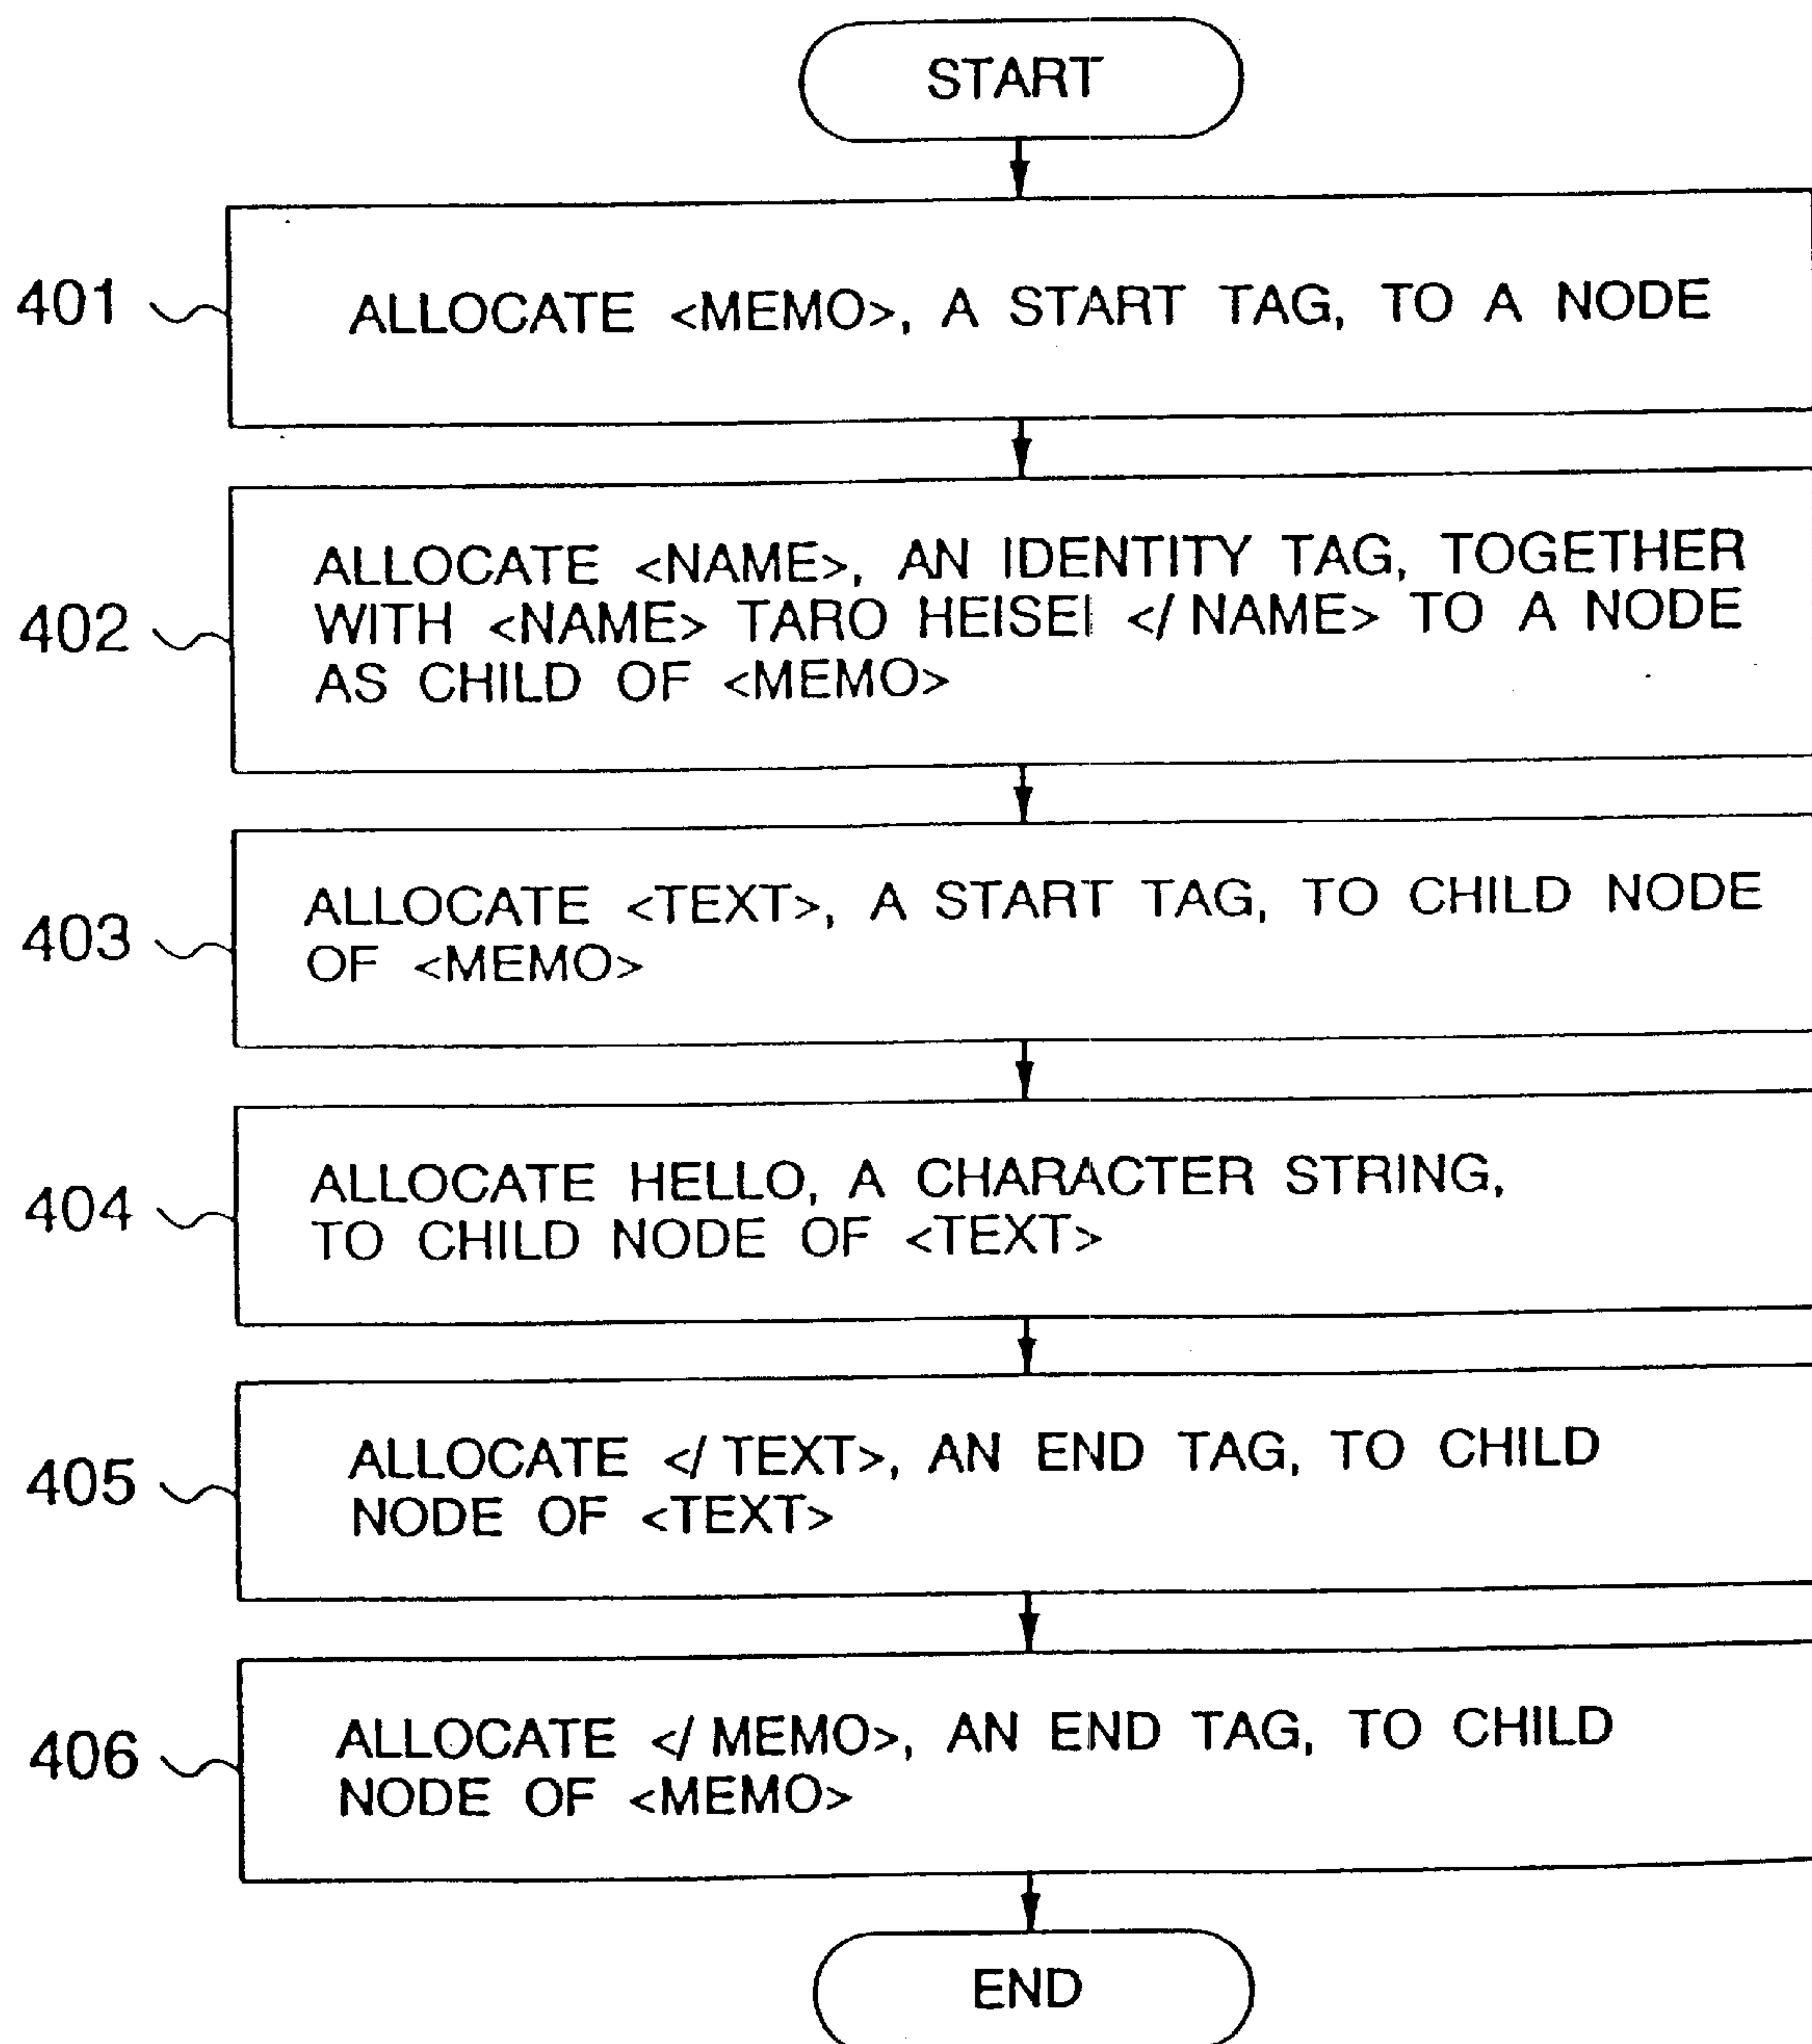 START
401
ALLOCATE <MEMO>, A START TAG, TO A NODE
402
ALLOCATE <NAME>, AN IDENTITY TAG, TOGETHER
WITH <NAME> TARO HEISEI </ NAME> TO A NODE
AS CHILD OF <MEMO>
403
ALLOCATE <TEXT>, A START TAG, TO CHILD NODE
OF <MEMO>
404
ALLOCATE HELLO, A CHARACTER STRING,
TO CHILD NODE OF <TEXT>
405
ALLOCATE </ TEXT>, AN END TAG, TO CHILD
NODE OF <TEXT>
406
ALLOCATE </ MEMO>, AN END TAG, TO CHILD
NODE OF <MEMO>
END